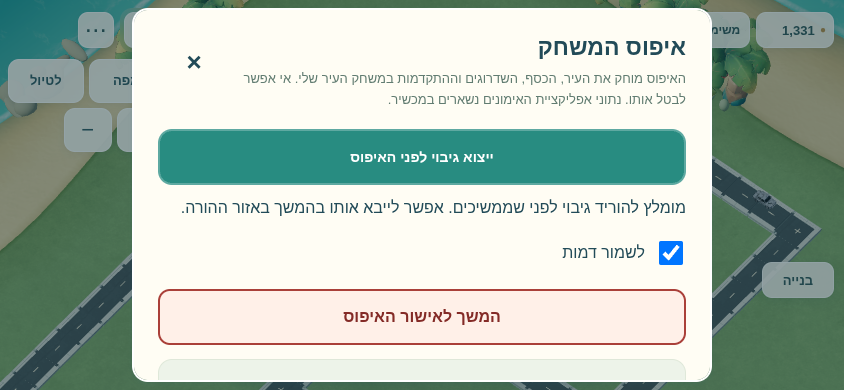 איפוס המשחק
×
האיפוס מוחק את העיר, הכסף, השדרוגים וההתקדמות במשחק העיר שלי. אי אפשר
לבטל אותו. נתוני אפליקציית האימונים נשארים במכשיר.
ייצוא גיבוי לפני האיפוס
מומלץ להוריד גיבוי לפני שממשיכים. אפשר לייבא אותו בהמשך באזור ההורה.
לשמור דמות
המשך לאישור האיפוס
1,331
...
לטיול
—
בנייה